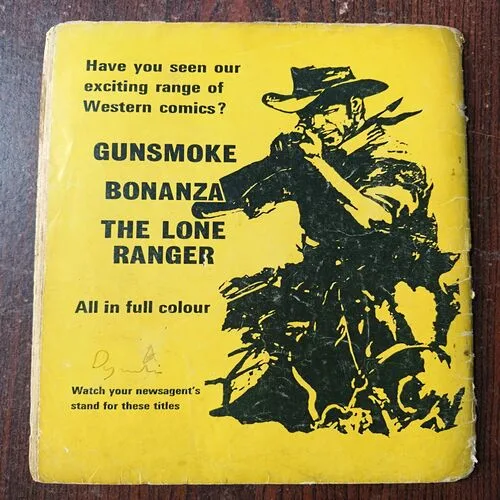 Have you seen our
exciting range of
Western comics?
GUNSMOKE
BONANZA
THE LONE
RANGER
All in full colour
Watch your newsagent's
stand for these titles